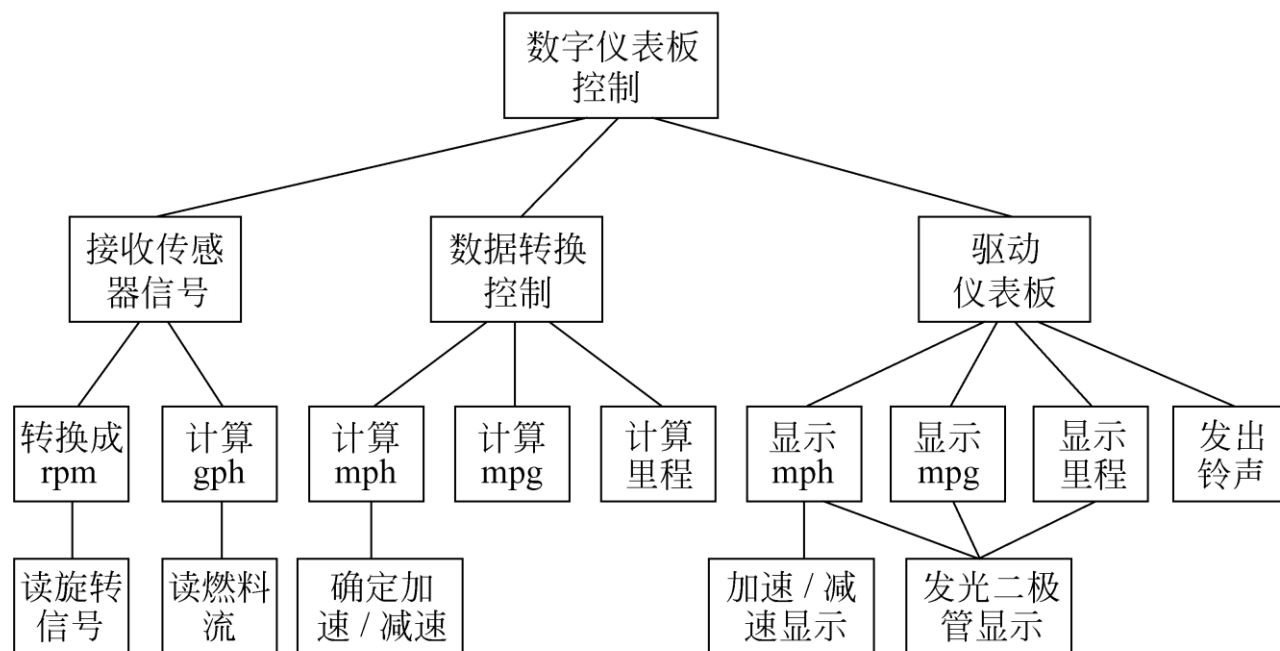 数字仪表板
控制
接收传感
器信号
数据转换
控制
驱动
仪表板
转换成
rpm
计算
gph
计算
mph
计算
mpg
计算
里程
显示
mph
显示
mpg
显示
里程
发出
铃声
读旋转
信号
读燃料
流
确定加
速 / 减速
加速 / 减
速显示
发光二极
管显示